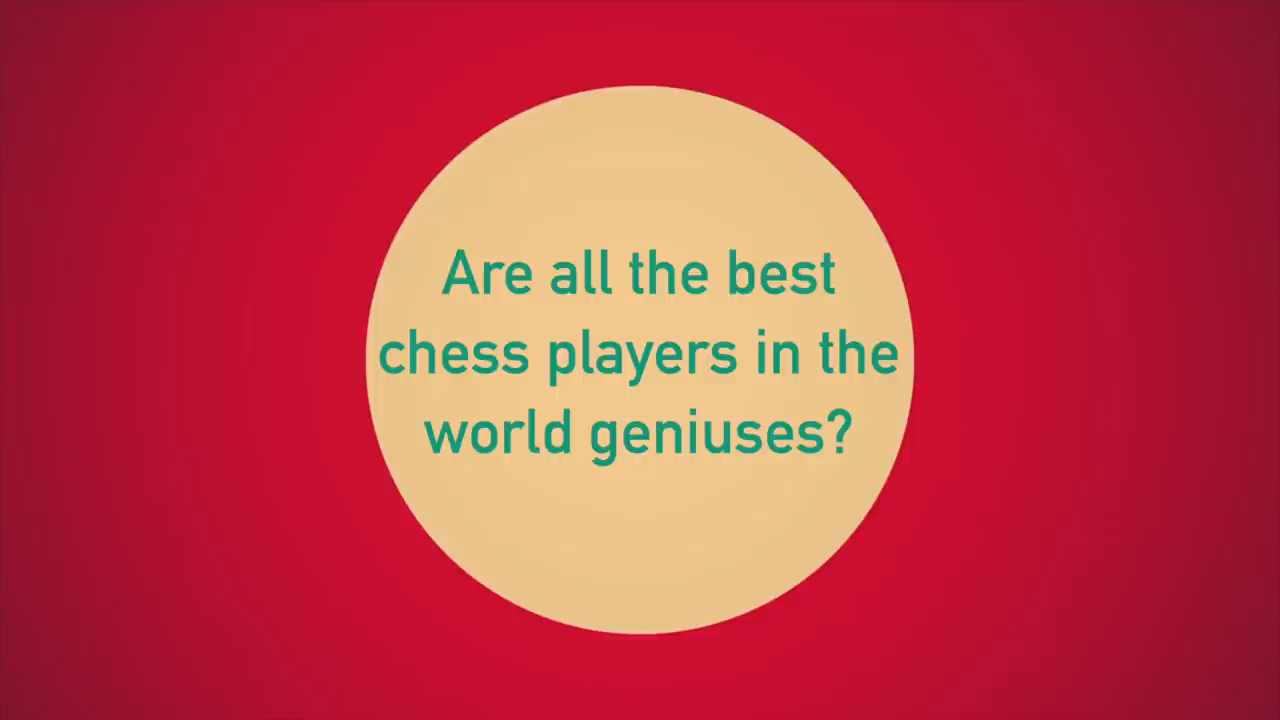 Are all the best
chess players in the
world geniuses?